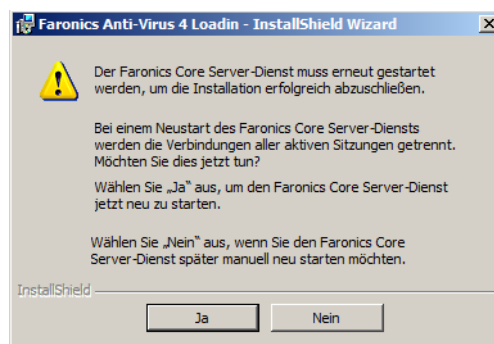 Faronics Anti-Virus 4 Loadin - InstallShield Wizard
Der Faronics Core Server-Dienst muss erneut gestartet
werden, um die Installation erfolgreich abzuschließen.
Bei einem Neustart des Faronics Core Server-Diensts
werden die Verbindungen aller aktiven Sitzungen getrennt.
Möchten Sie dies jetzt tun?
Wählen Sie „Ja“ aus, um den Faronics Core Server-Dienst
jetzt neu zu starten.
Wählen Sie „Nein“ aus, wenn Sie den Faronics Core
Server-Dienst später manuell neu starten möchten.
InstallShield
Ja
Nein